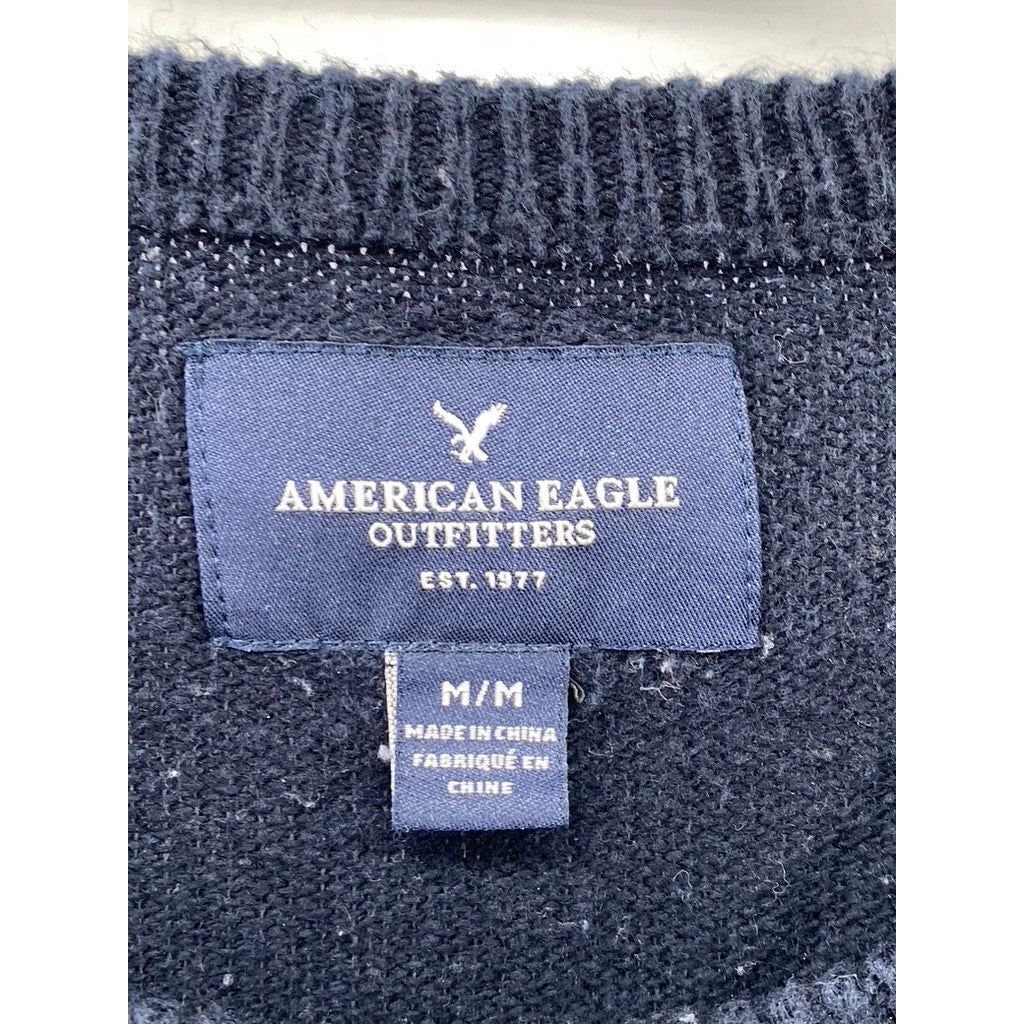 AMERICAN EAGLE
OUTFITTERS
EST. 1977
M/M
MADE IN CHINA
FABRIQUÉ EN
CHINE